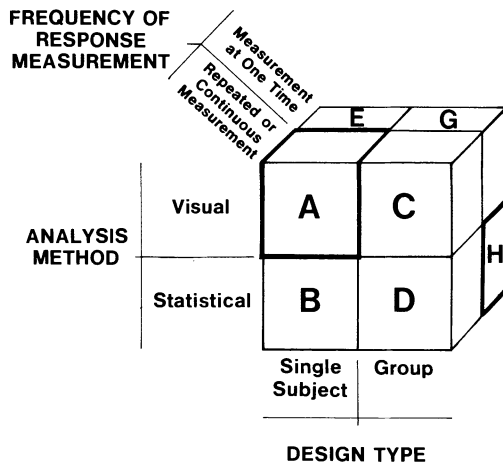 FREQUENCY OF
RESPONSE
MEASUREMENT
Measurement
at One Time
Repeated or
Continuous
Measurement
E
G
Visual
A
C
ANALYSIS
METHOD
H
Statistical
B
D
Single
Subject
Group
DESIGN TYPE